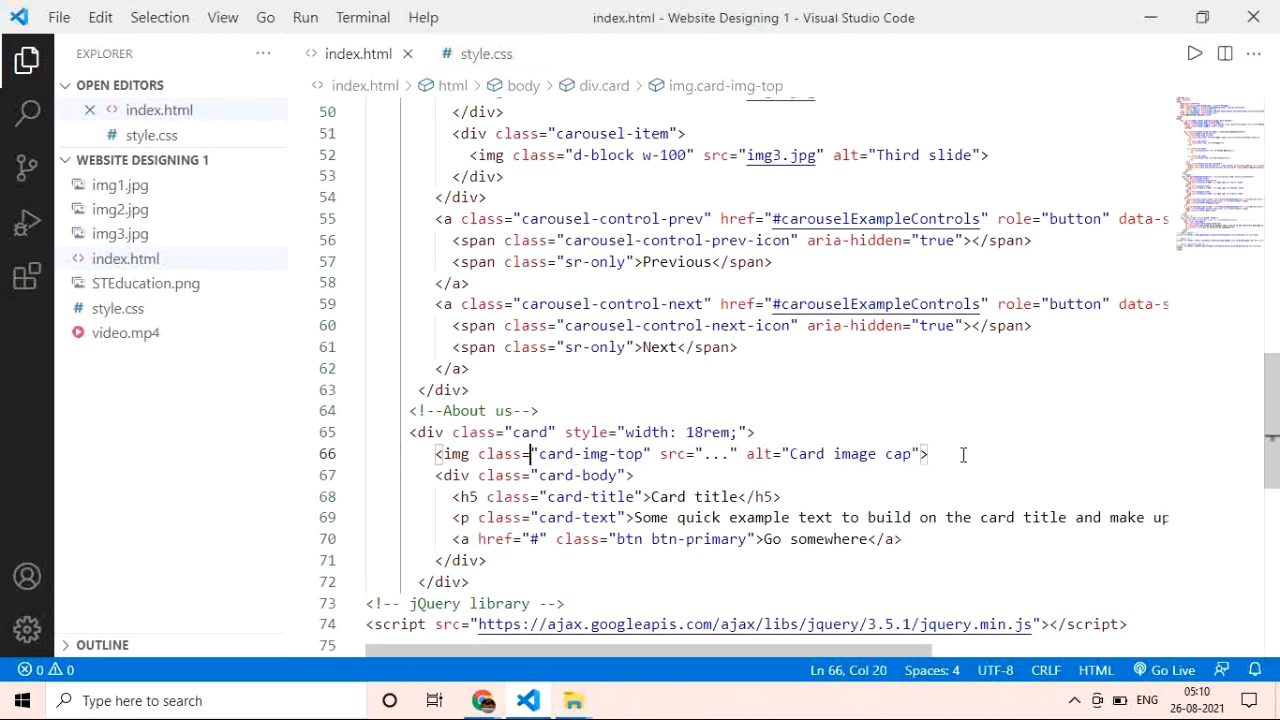 File Edit Selection View Go Run Terminal Help index.html - Website Designing 1 - Visual Studio Code
EXPLORER
index.html
style.css
OPEN EDITORS
index.html
style.css
WEBSITE DESIGNING 1
img1.jpg
img2.jpg
img3.jpg
index.html
STEducation.png
style.css
video.mp4
OUTLINE
index.html html body div.card img.card-img-top
50 </div>
51 <div class="carousel-item">
52 <img class="d-block w-100" src="img3.jpg" alt="Third slide">
53 </div>
54 </div>
55 <a class="carousel-control-prev" href="#carouselExampleControls" role="button" data-s
56 <span class="carousel-control-prev-icon" aria-hidden="true"></span>
57 <span class="sr-only">Previous</span>
58 </a>
59 <a class="carousel-control-next" href="#carouselExampleControls" role="button" data-s
60 <span class="carousel-control-next-icon" aria-hidden="true"></span>
61 <span class="sr-only">Next</span>
62 </a>
63 </div>
64 <!--About us-->
65 <div class="card" style="width: 18rem;">
66 <img class="card-img-top" src="..." alt="Card image cap">
67 <div class="card-body">
68 <h5 class="card-title">Card title</h5>
69 <p class="card-text">Some quick example text to build on the card title and make up
70 <a href="#" class="btn btn-primary">Go somewhere</a>
71 </div>
72 </div>
73 <!-- jQuery library -->
74 <script src="https://ajax.googleapis.com/ajax/libs/jquery/3.5.1/jquery.min.js"></script>
75
0 0 Ln 66, Col 20 Spaces: 4 UTF-8 CRLF HTML Go Live
Type here to search ENG 05:10
26-08-2021